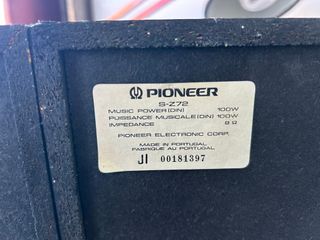 PIONEER
S-Z72
MUSIC POWER(DIN) 100W
PUISSANCE MUSICALE(DIN) 100W
IMPEDANCE 8 Ω
PIONEER ELECTRONIC CORP.
MADE IN PORTUGAL
FABRIQUE AU PORTUGAL
JI 00181397